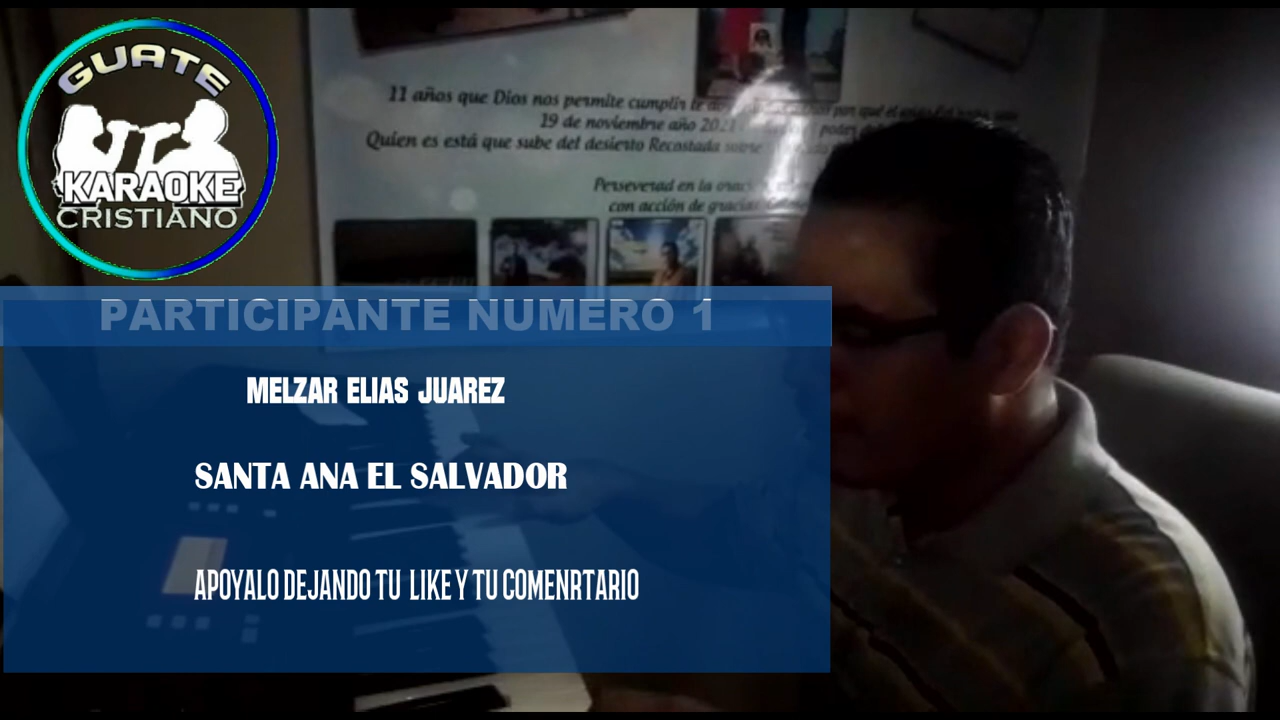 GUATE
KARAOKE
CRISTIANO
11 años que Dios nos permite cumplir te
19 de noviembre año 2021
Quien es está que sube del desierto Recostada sobre
Perseverad en la
con acción de gracias
PARTICIPANTE NUMERO 1
MELZAR ELIAS JUAREZ
SANTA ANA EL SALVADOR
APOYALO DEJANDO TU LIKE Y TU COMENRTARIO